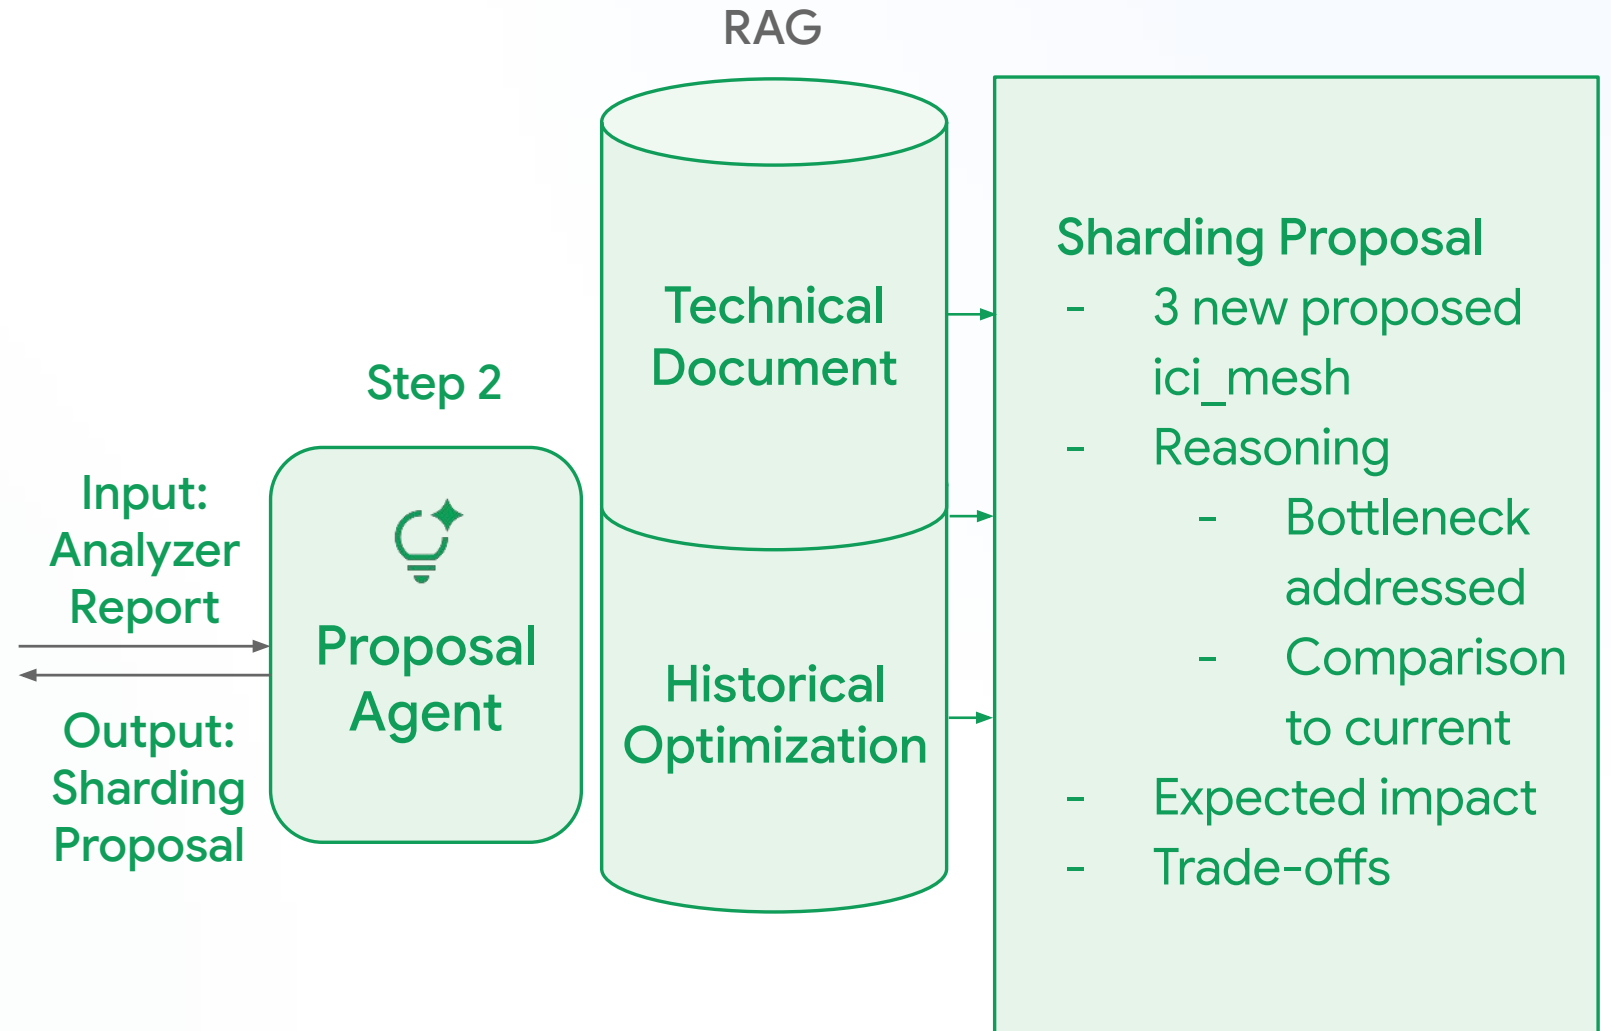 RAG
Step 2
Input:
Analyzer
Report
Output:
Sharding
Proposal
Proposal
Agent
Technical
Document
Historical
Optimization
Sharding Proposal
- 3 new proposed
ici_mesh
- Reasoning
- Bottleneck
addressed
- Comparison
to current
- Expected impact
- Trade-offs